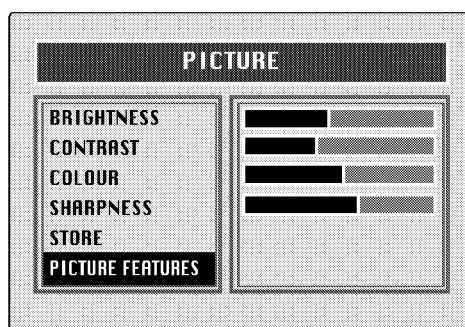 PICTURE
BRIGHTNESS
CONTRAST
COLOUR
SHARPNESS
STORE
PICTURE FEATURES